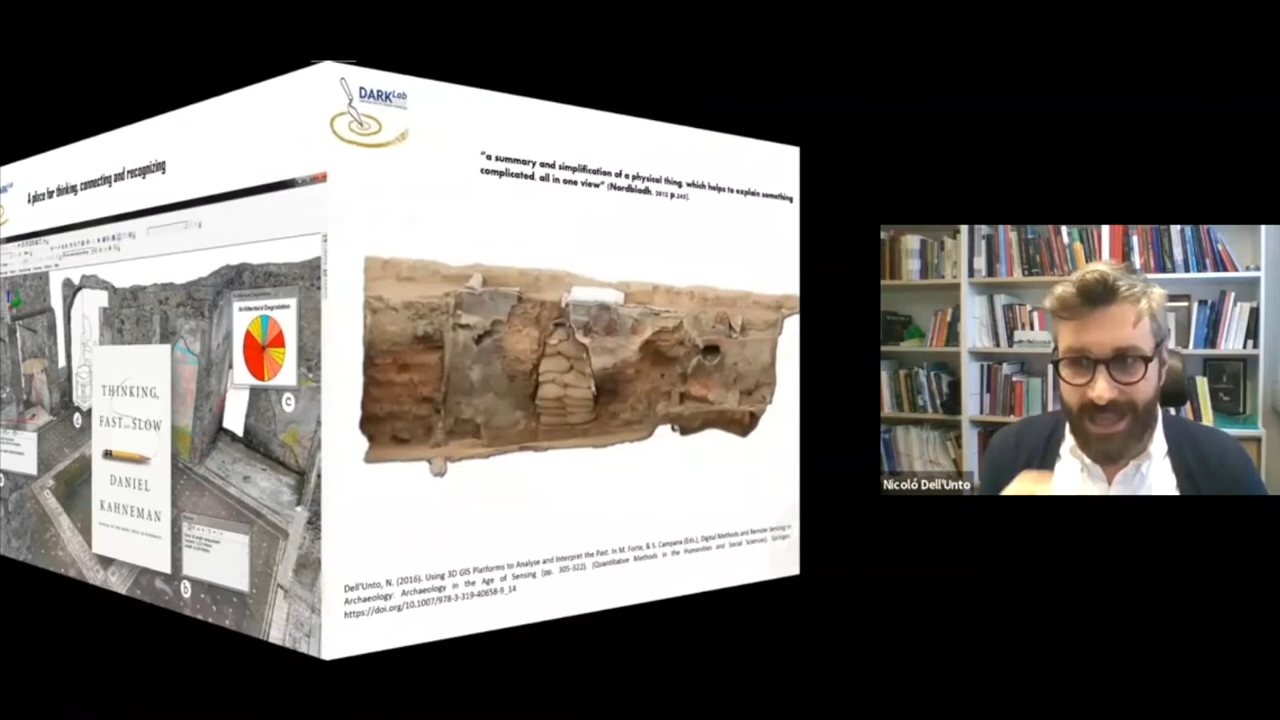 A place for thinking, connecting and recognizing
Architectural Degradation
THINKING,
FAST AND SLOW
DANIEL
KAHNEMAN
c
d
b
DARKLab
"a summary and simplification of a physical thing, which helps to explain something
complicated, all in one view" (Nordbladh, 2012 p.245).
Dell'Unto, N. (2016). Using 3D GIS Platforms to Analyse and Interpret the Past. In M. Forte, & S. Campana (Eds.), Digital Methods and Remote Sensing in
Archaeology: Archaeology in the Age of Sensing (pp. 305-322). (Quantitative Methods in the Humanities and Social Sciences). Springer.
https://doi.org/10.1007/978-3-319-40658-9_14
Nicoló Dell'Unto